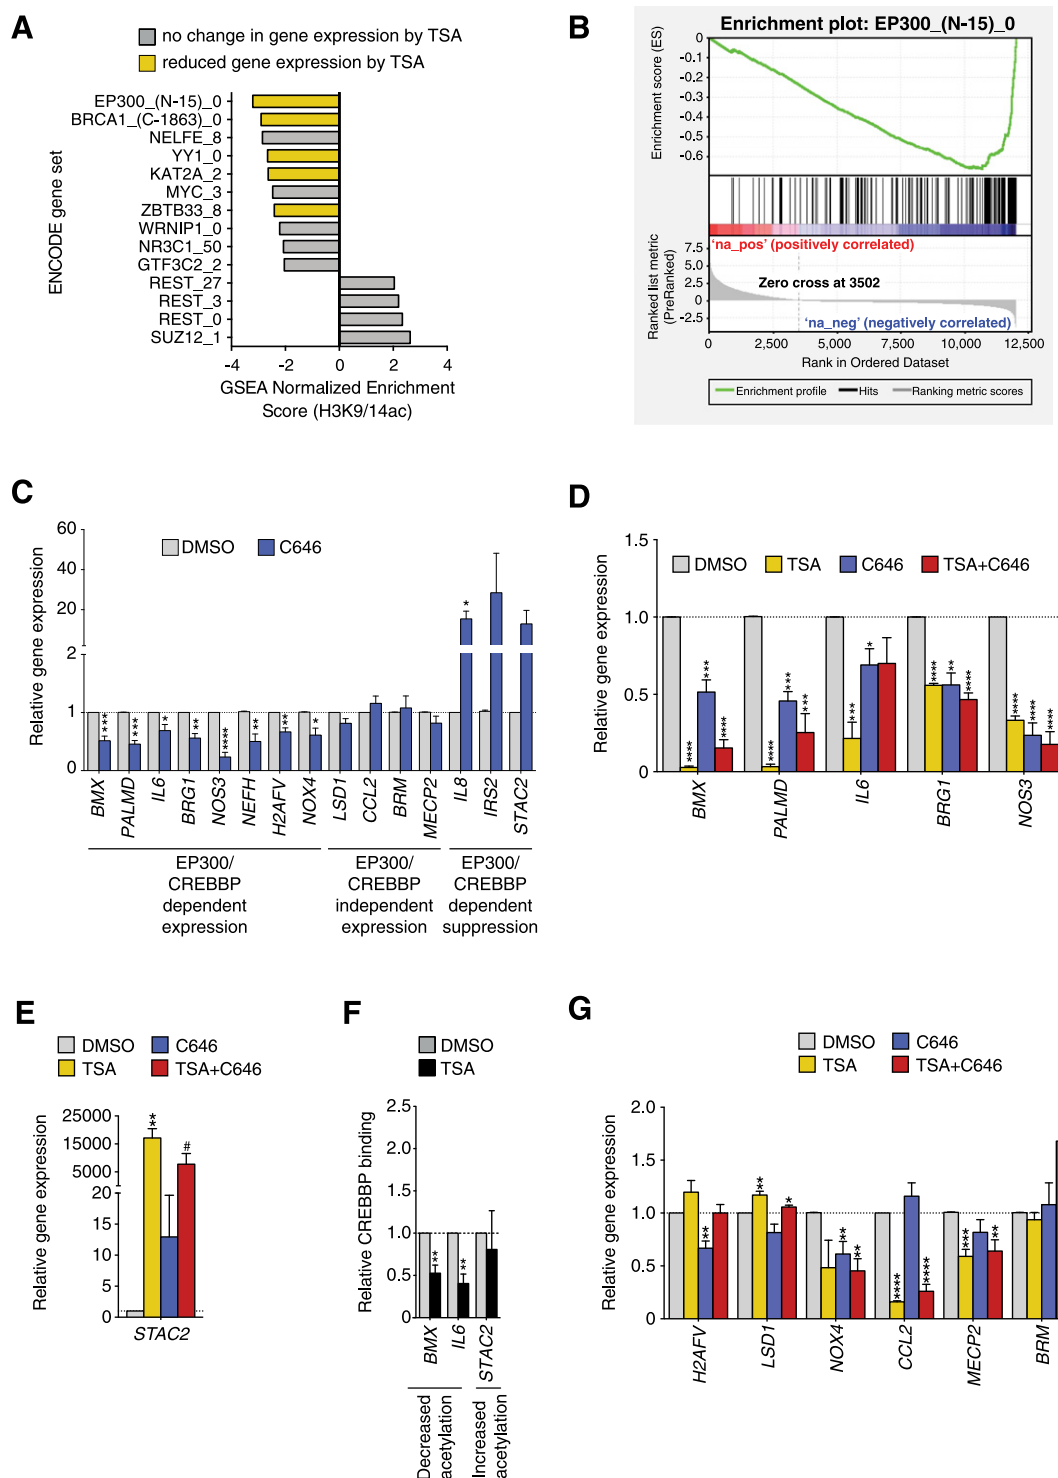 A
no change in gene expression by TSA
reduced gene expression by TSA
ENCODE gene set
EP300_(N-15)_0
BRCA1_(C-1863)_0
NELFE_8
YY1_0
KAT2A_2
MYC_3
ZBTB33_8
WRNIP1_0
NR3C1_50
GTF3C2_2
REST_27
REST_3
REST_0
SUZ12_1
-4 -2 0 2 4
GSEA Normalized Enrichment
Score (H3K9/14ac)
B
Enrichment plot: EP300_(N-15)_0
Enrichment score (ES)
0
-0.1
-0.2
-0.3
-0.4
-0.5
-0.6
'na_pos' (positively correlated)
Ranked list metric
(PreRanked)
7.5
5.0
2.5
0
-2.5
Zero cross at 3502
'na_neg' (negatively correlated)
0 2,500 5,000 7,500 10,000 12,500
Rank in Ordered Dataset
Enrichment profile Hits Ranking metric scores
C
DMSO C646
Relative gene expression
60
40
20
2
1
0
*** *** * ** **** ** ** * *
BMX PALMD IL6 BRG1 NOS3 NEFH H2AFV NOX4 LSD1 CCL2 BRM MECP2 IL8 IRS2 STAC2
EP300/ EP300/ EP300/
CREBBP CREBBP CREBBP
dependent independent dependent
expression expression suppression
D
DMSO TSA C646 TSA+C646
Relative gene expression
1.5
1.0
0.5
0
**** *** **** **** *** *** **** * **** ** **** **** **** ****
BMX PALMD IL6 BRG1 NOS3
E
DMSO C646
TSA TSA+C646
Relative gene expression
25000
15000
5000
20
15
10
5
1
0
** #
STAC2
F
DMSO
TSA
Relative CREBBP binding
2.5
2.0
1.5
1.0
0.5
0
** **
BMX IL6 STAC2
Decreased acetylation
Increased acetylation
G
DMSO C646
TSA TSA+C646
Relative gene expression
2.0
1.5
1.0
0.5
0
** ** * ** ** **** **** *** **
H2AFV LSD1 NOX4 CCL2 MECP2 BRM